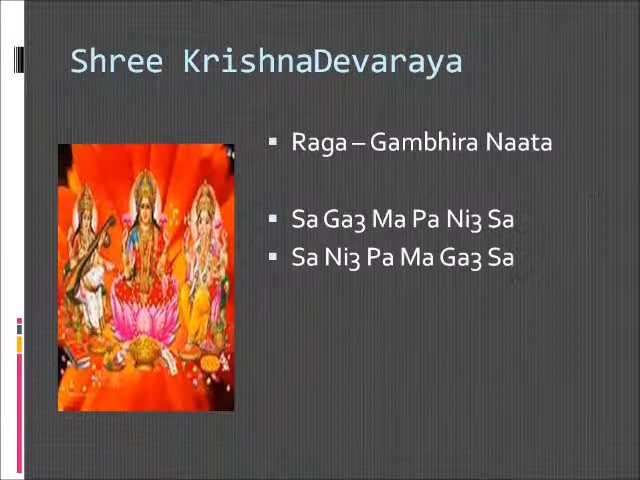 Shree KrishnaDevaraya
Raga – Gambhira Naata
Sa Ga3 Ma Pa Ni3 Sa
Sa Ni3 Pa Ma Ga3 Sa